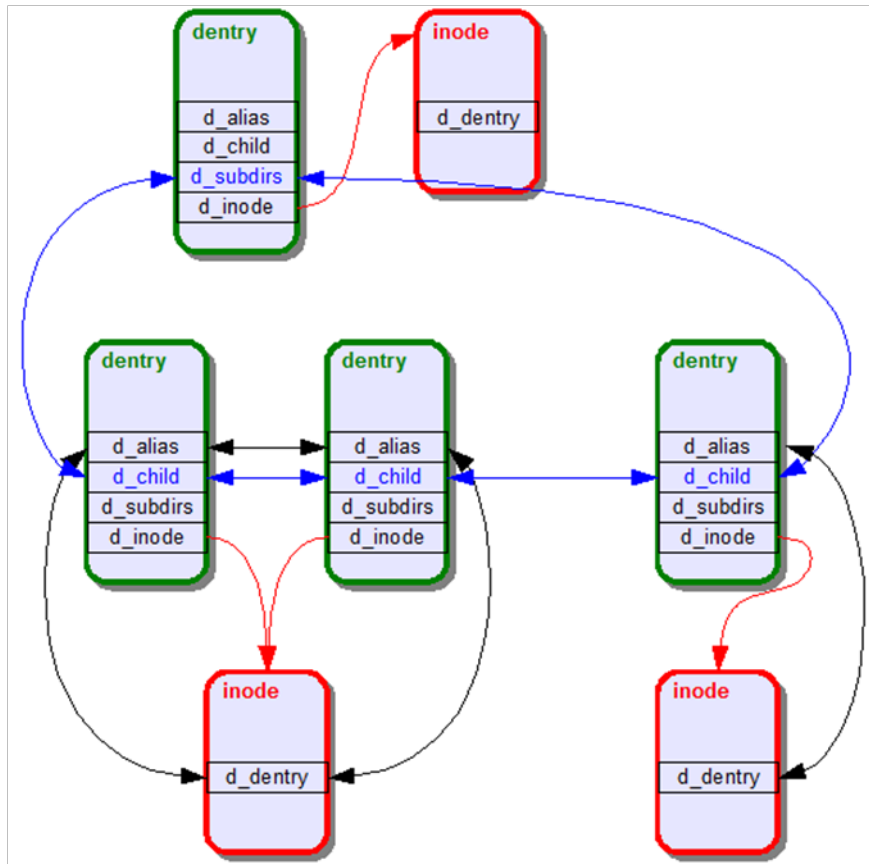 dentry
d_alias
d_child
d_subdirs
d_inode
inode
d_dentry
dentry
d_alias
d_child
d_subdirs
d_inode
dentry
d_alias
d_child
d_subdirs
d_inode
dentry
d_alias
d_child
d_subdirs
d_inode
inode
d_dentry
inode
d_dentry